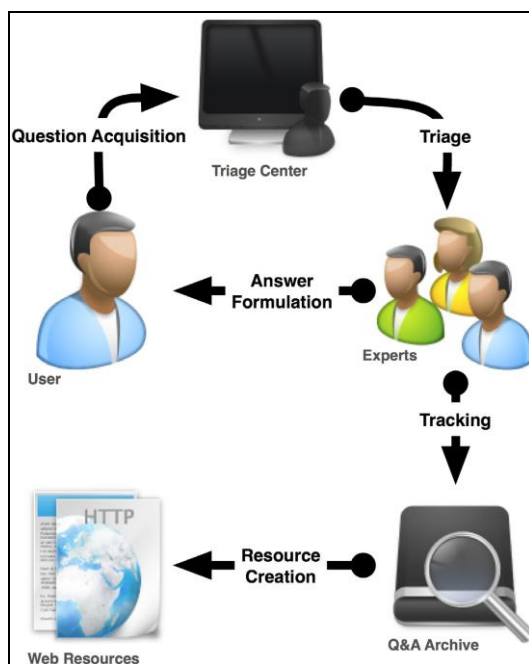 Question Acquisition
Triage
Triage Center
Answer
Formulation
User
Experts
Tracking
HTTP
Resource
Creation
Web Resources
Q&A Archive